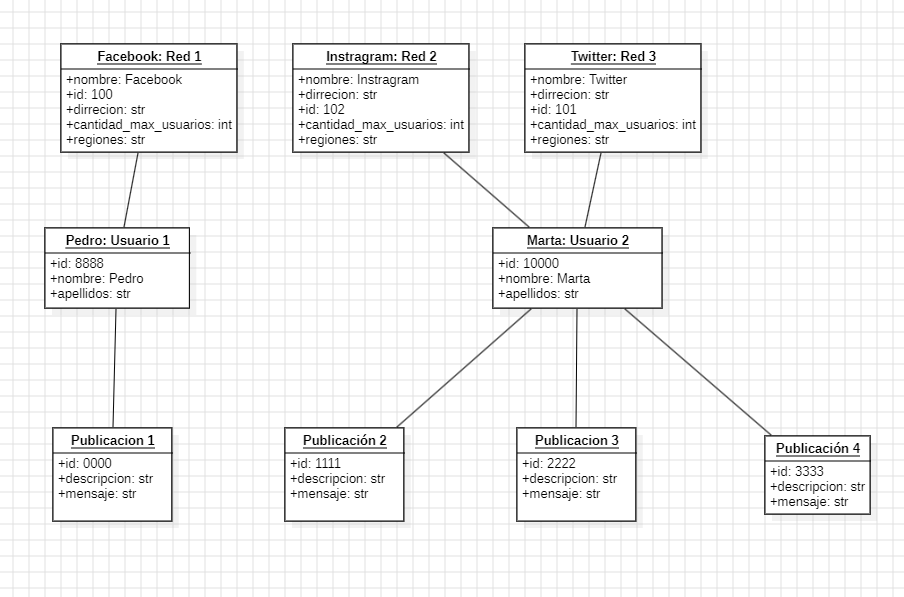 Facebook: Red 1
+nombre: Facebook
+id: 100
+dirrecion: str
+cantidad_max_usuarios: int
+regiones: str
Instragram: Red 2
+nombre: Instragram
+dirrecion: str
+id: 102
+cantidad_max_usuarios: int
+regiones: str
Twitter: Red 3
+nombre: Twitter
+dirrecion: str
+id: 101
+cantidad_max_usuarios: int
+regiones: str
Pedro: Usuario 1
+id: 8888
+nombre: Pedro
+apellidos: str
Marta: Usuario 2
+id: 10000
+nombre: Marta
+apellidos: str
Publicacion 1
+id: 0000
+descripcion: str
+mensaje: str
Publicación 2
+id: 1111
+descripcion: str
+mensaje: str
Publicacion 3
+id: 2222
+descripcion: str
+mensaje: str
Publicación 4
+id: 3333
+descripcion: str
+mensaje: str